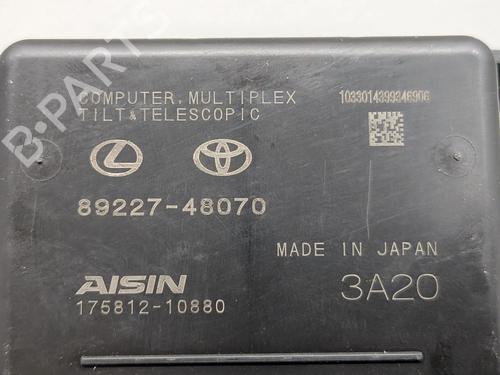 COMPUTER, MULTIPLEX
TILT&TELESCOPIC
1033014399346906
89227-48070
MADE IN JAPAN
AISIN
175812-10880
3A20
B-PARTS